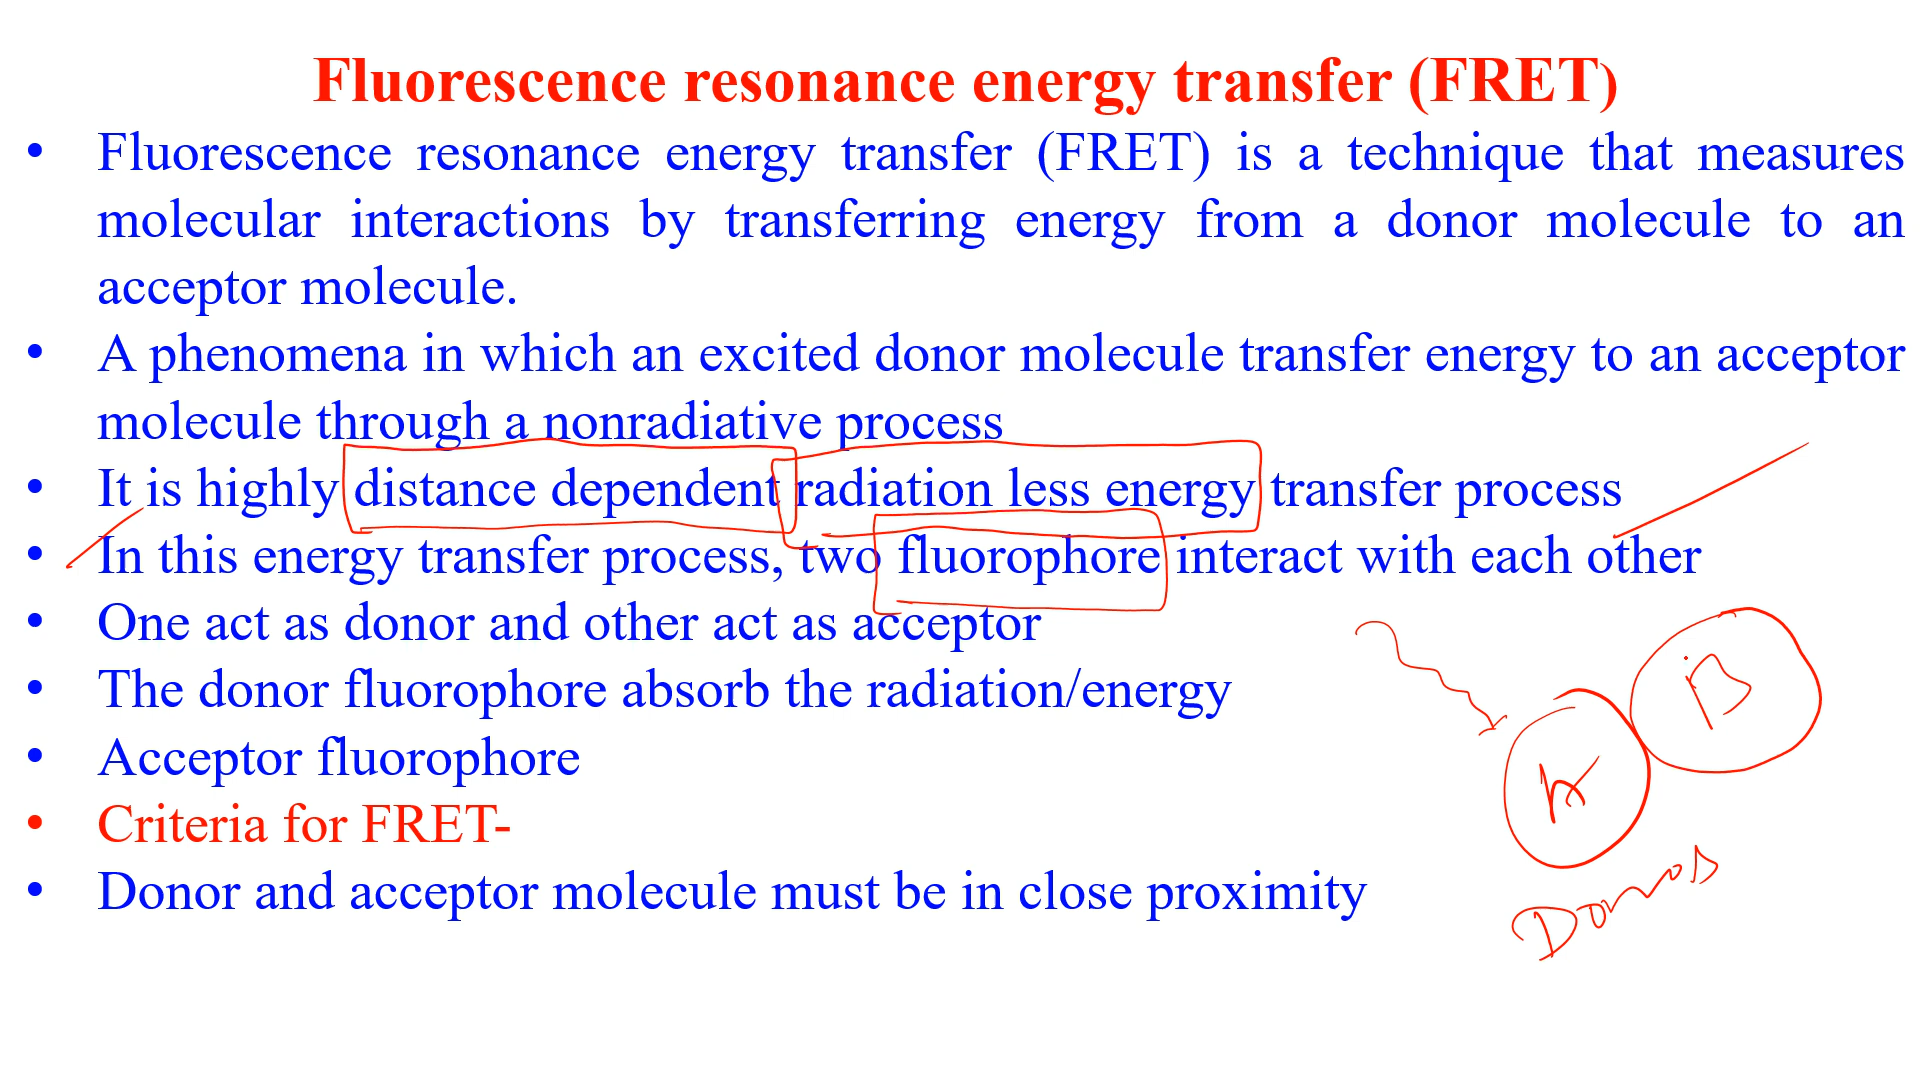 Fluorescence resonance energy transfer (FRET)
• Fluorescence resonance energy transfer (FRET) is a technique that measures
molecular interactions by transferring energy from a donor molecule to an
acceptor molecule.
• A phenomena in which an excited donor molecule transfer energy to an acceptor
molecule through a nonradiative process
• It is highly distance dependent radiation less energy transfer process
• In this energy transfer process, two fluorophore interact with each other
• One act as donor and other act as acceptor
• The donor fluorophore absorb the radiation/energy
B
• Acceptor fluorophore
A
• Criteria for FRET-
• Donor and acceptor molecule must be in close proximity
Donor